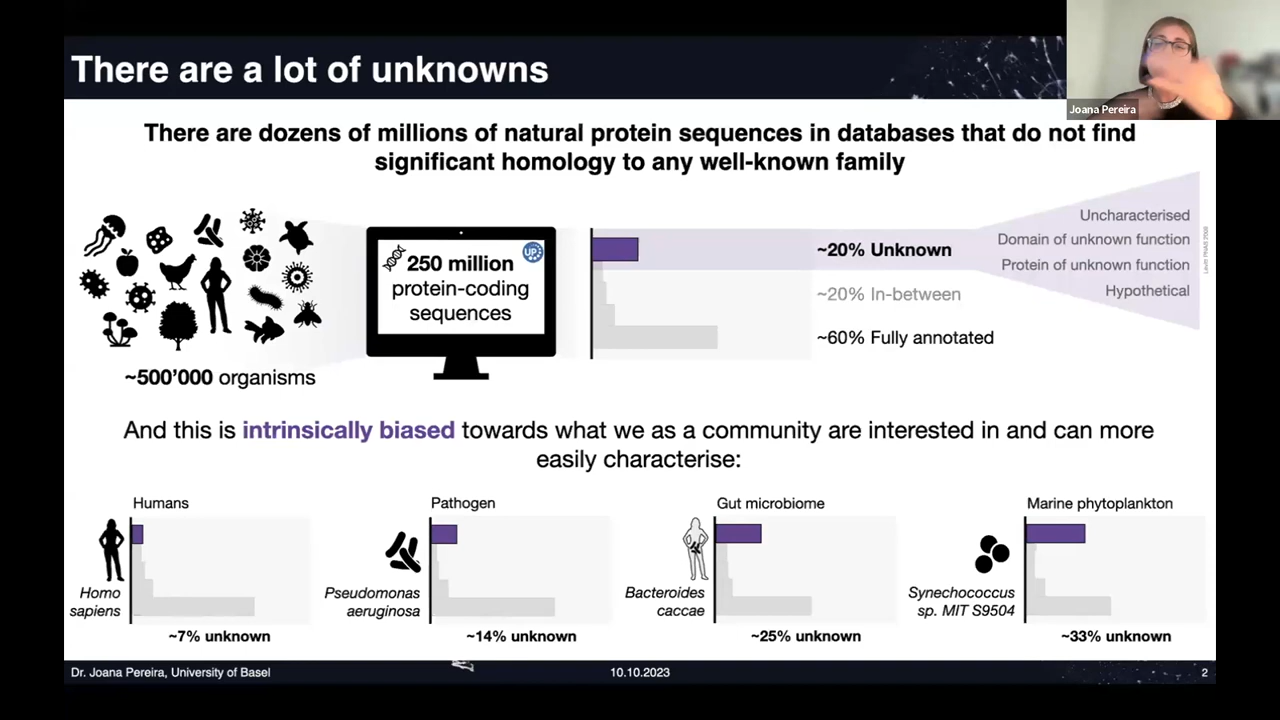 There are a lot of unknowns
Joana Pereira
There are dozens of millions of natural protein sequences in databases that do not find
significant homology to any well-known family
250 million
protein-coding
sequences
UP
~500'000 organisms
~20% Unknown
~20% In-between
~60% Fully annotated
Uncharacterised
Domain of unknown function
Protein of unknown function
Hypothetical
Levitt PNAS 2009
And this is intrinsically biased towards what we as a community are interested in and can more
easily characterise:
Humans
Homo
sapiens
~7% unknown
Pathogen
Pseudomonas
aeruginosa
~14% unknown
Gut microbiome
Bacteroides
caccae
~25% unknown
Marine phytoplankton
Synechococcus
sp. MIT S9504
~33% unknown
Dr. Joana Pereira, University of Basel
10.10.2023
2